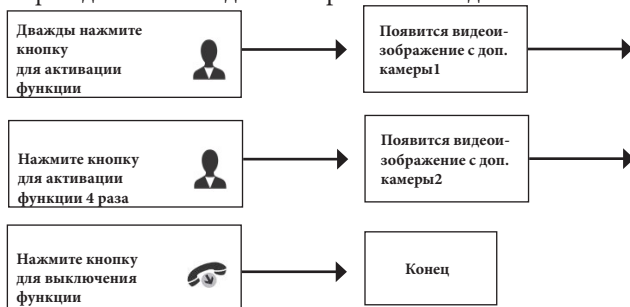 Дважды нажмите
кнопку
для активации
функции
Появится видеои-
зображение с доп.
камеры1
Нажмите кнопку
для активации
функции 4 раза
Появится видеои-
зображение с доп.
камеры2
Нажмите кнопку
для выключения
функции
Конец